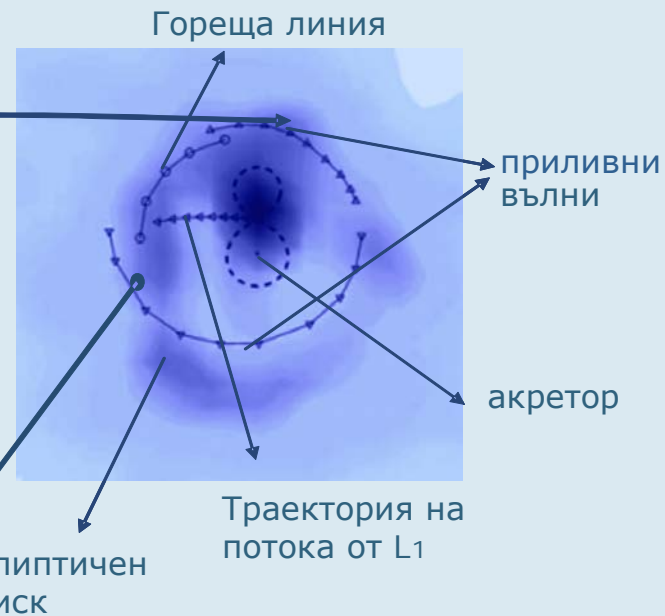 Гореща линия
приливни
вълни
акретор
Траектория на
потока от L1
липтичен
иск